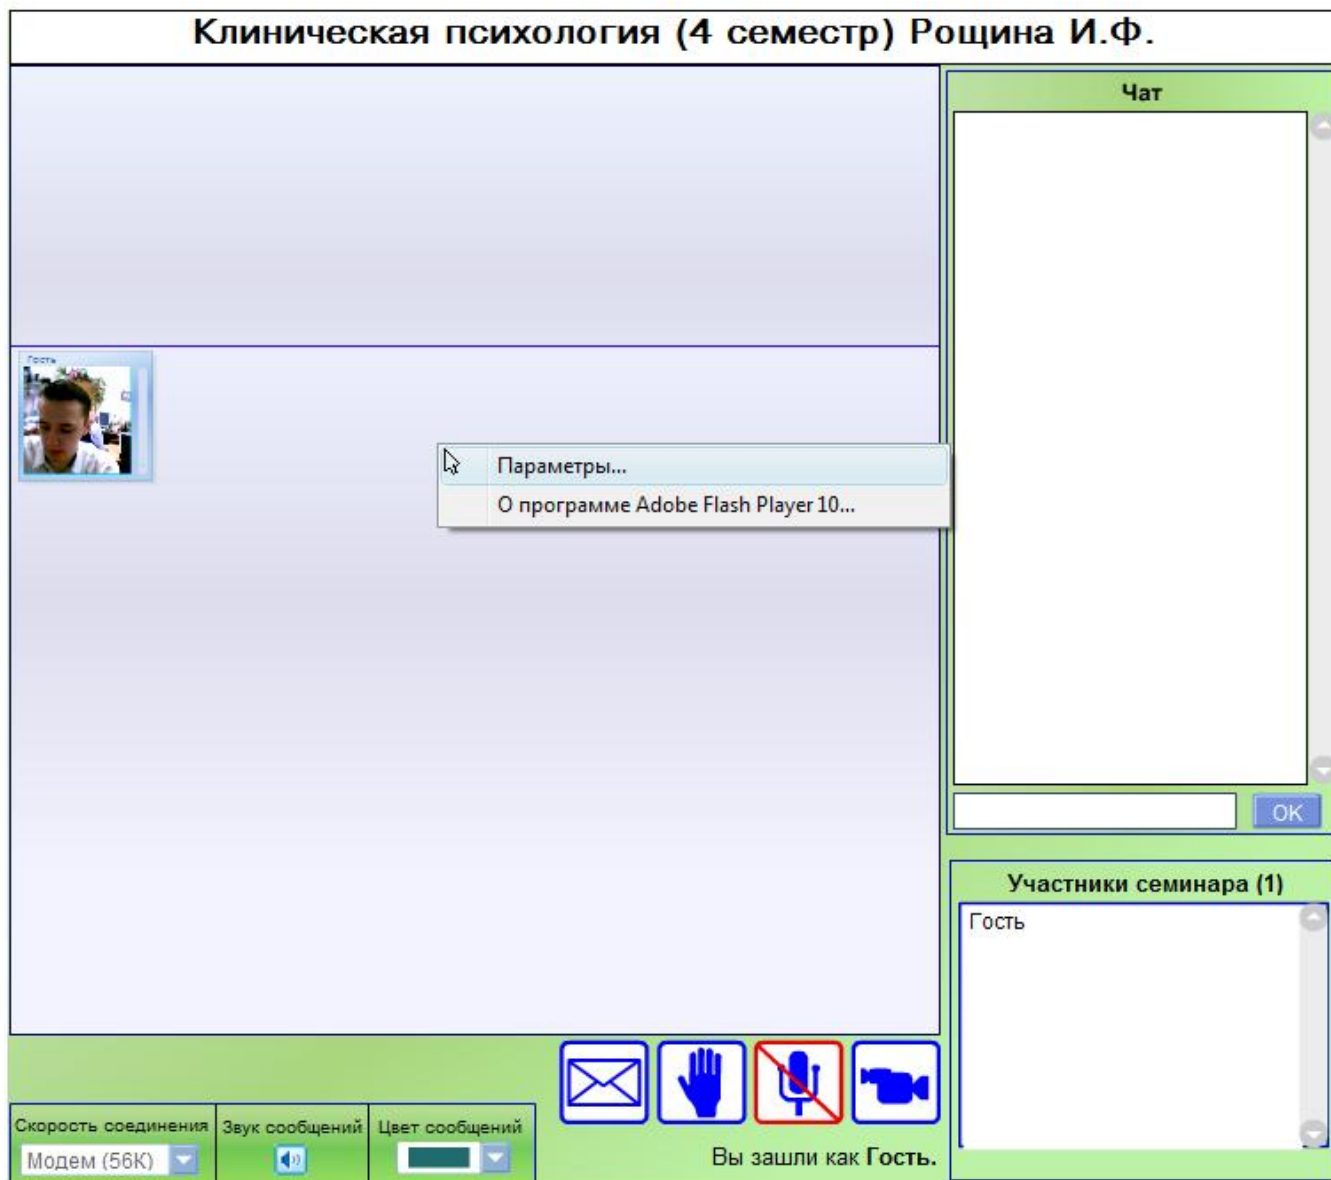 Клиническая психология (4 семестр) Рощина И.Ф.
Чат
Гость
Параметры...
О программе Adobe Flash Player 10...
OK
Участники семинара (1)
Гость
Скорость соединения
Звук сообщений
Цвет сообщений
Модем (56K)
Вы зашли как Гость.